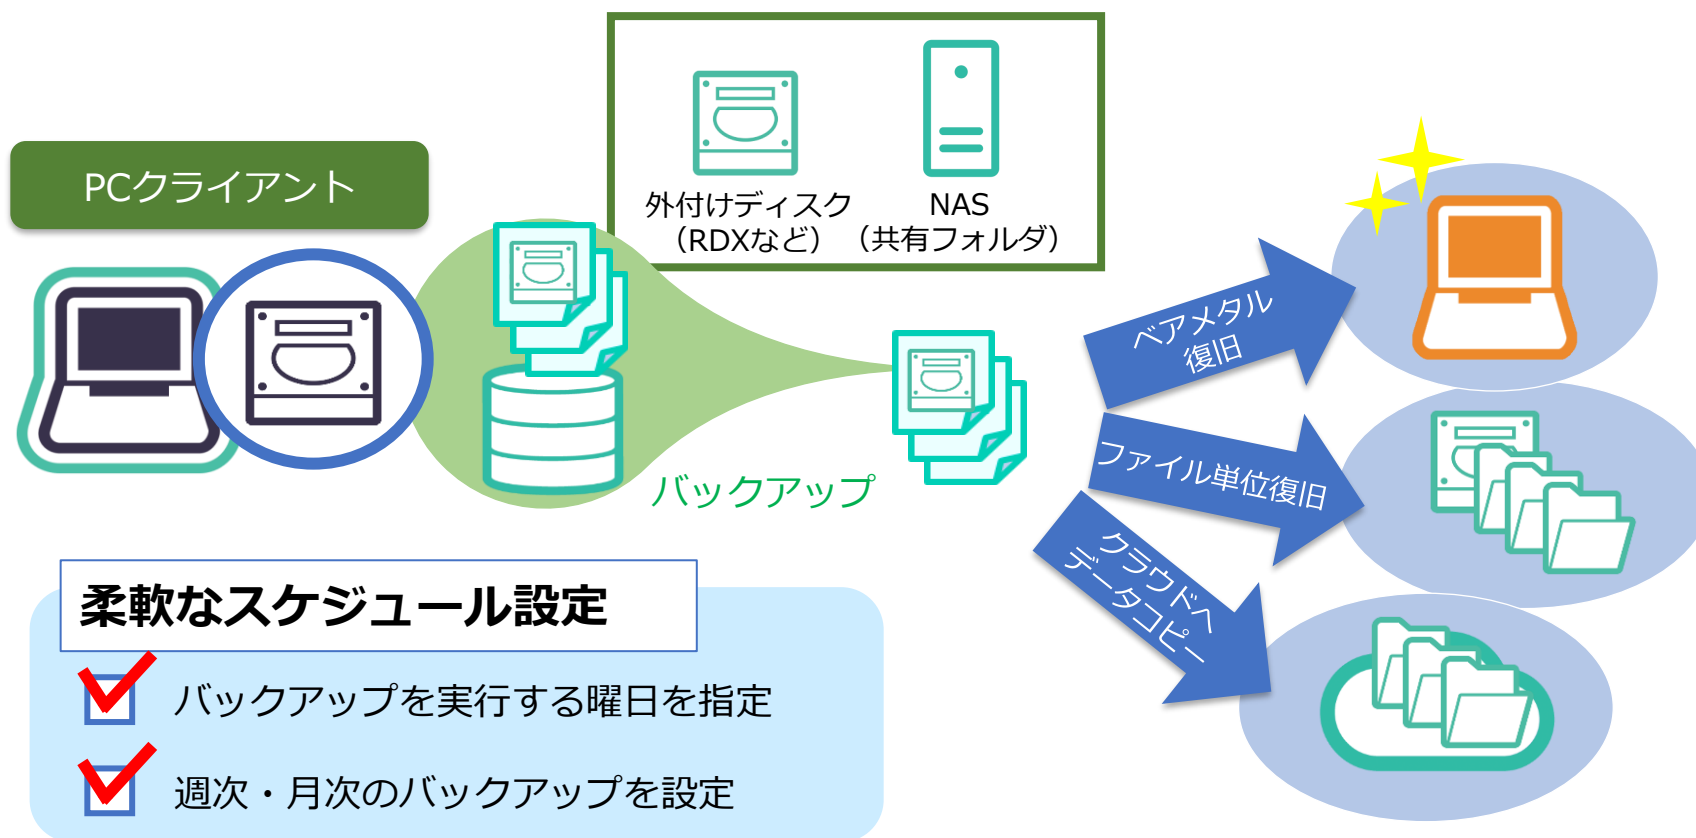 外付けディスク
（RDXなど）
NAS
（共有フォルダ）
PCクライアント
バックアップ
ベアメタル
復旧
ファイル単位復旧
クラウドへ
データコピー
柔軟なスケジュール設定
バックアップを実行する曜日を指定
週次・月次のバックアップを設定